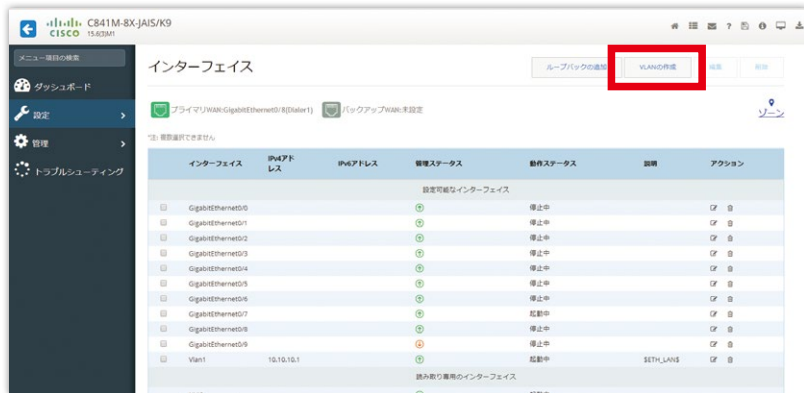 C841M-8X-JAIS/K9
CISCO 15.6(3)M1
メニュー項目の検索
ダッシュボード
設定
管理
トラブルシューティング
インターフェイス
ループバックの追加
VLANの作成
編集
削除
プライマリWAN:GigabitEthernet0/8(Dialer1) バックアップWAN:未設定
ゾーン
*注: 複数選択できません
インターフェイス IPv4アドレス IPv6アドレス 管理ステータス 動作ステータス 説明 アクション
設定可能なインターフェイス
GigabitEthernet0/0 停止中
GigabitEthernet0/1 停止中
GigabitEthernet0/2 停止中
GigabitEthernet0/3 停止中
GigabitEthernet0/4 停止中
GigabitEthernet0/5 停止中
GigabitEthernet0/6 停止中
GigabitEthernet0/7 起動中
GigabitEthernet0/8 停止中
GigabitEthernet0/9 停止中
Vlan1 10.10.10.1 起動中 $ETH_LAN$
読み取り専用のインターフェイス